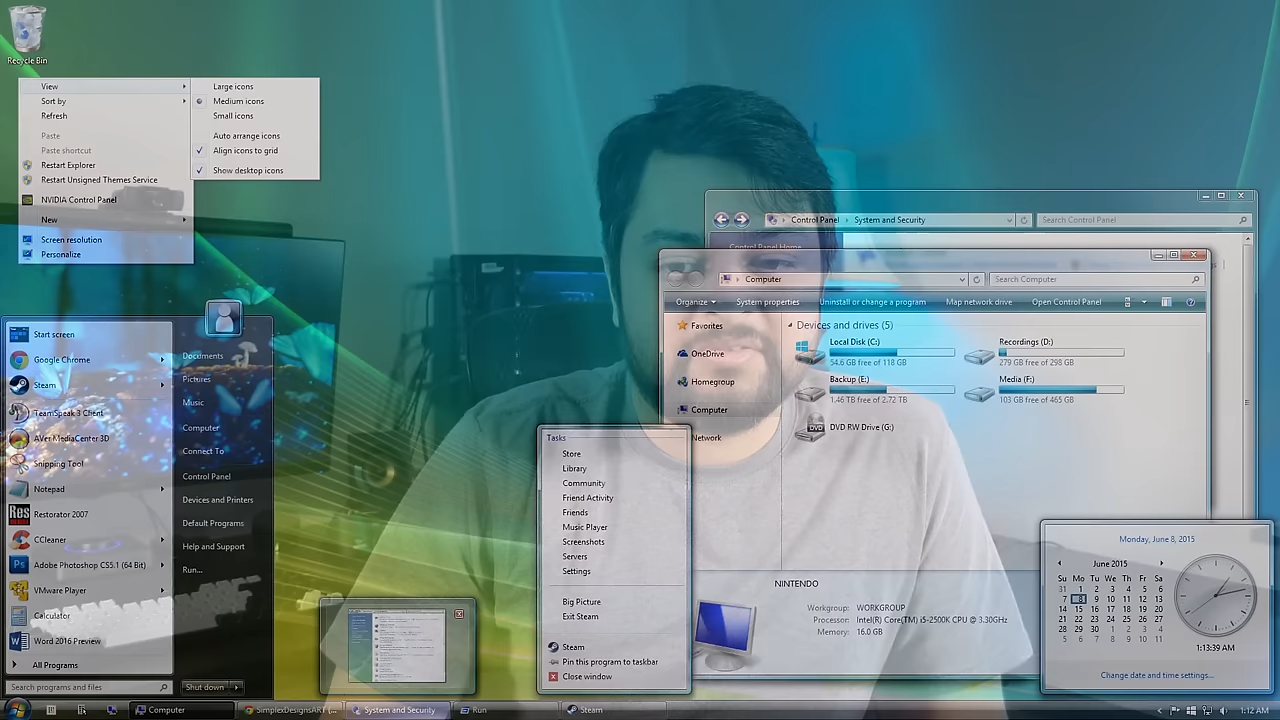 Recycle Bin
View
Sort by
Refresh
Paste
Paste shortcut
Restart Explorer
Restart Unsigned Themes Service
NVIDIA Control Panel
New
Screen resolution
Personalize
Large icons
Medium icons
Small icons
Auto arrange icons
Align icons to grid
Show desktop icons
Control Panel
System and Security
Search Control Panel
Control Panel Home
Computer
Search Computer
Organize
System properties
Uninstall or change a program
Map network drive
Open Control Panel
Favorites
OneDrive
Homegroup
Computer
Network
Devices and drives (5)
Local Disk (C:)
54.6 GB free of 118 GB
Recordings (D:)
279 GB free of 298 GB
Backup (E:)
1.46 TB free of 2.72 TB
Media (F:)
103 GB free of 465 GB
DVD RW Drive (G:)
NINTENDO
WORKGROUP
i5-2500K CPU @ 3.30GHz
16.0 GB
Start screen
Google Chrome
Steam
TeamSpeak 3 Client
AVerMediaCenter 3D
Snipping Tool
Notepad
Restorator 2007
CCleaner
Adobe Photoshop CS5.1 (64 Bit)
VMware Player
Calculator
Word 2016 Preview
All Programs
Search programs and files
Documents
Pictures
Music
Computer
Connect To
Control Panel
Devices and Printers
Default Programs
Help and Support
Run...
Shut down
Tasks
Store
Library
Community
Friend Activity
Friends
Music Player
Screenshots
Servers
Settings
Big Picture
Exit Steam
Steam
this program to
window
Monday, June 8, 2015
June 2015
Su Mo Tu We Th Fr Sa
31 1 2 3 4 5 6
7 8 9 10 11 12 13
14 15 16 17 18 19 20
21 22 23 24 25 26 27
28 29 30 1 2 3 4
5 6 7 8 9 10 11
1:13:39 AM
Change date and time settings...
Computer
SimplexDesignsART
System and Security
Run
Steam
1:12 AM